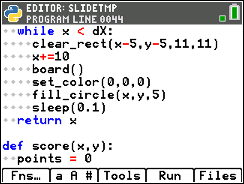 EDITOR: SLIDETMP
PROGRAM LINE 0044
while x < dX:
clear_rect(x-5,y-5,11,11)
x+=10
board()
set_color(0,0,0)
fill_circle(x,y,5)
sleep(0.1)
return x
def score(x,y):
points = 0
Fns… a A # Tools Run Files